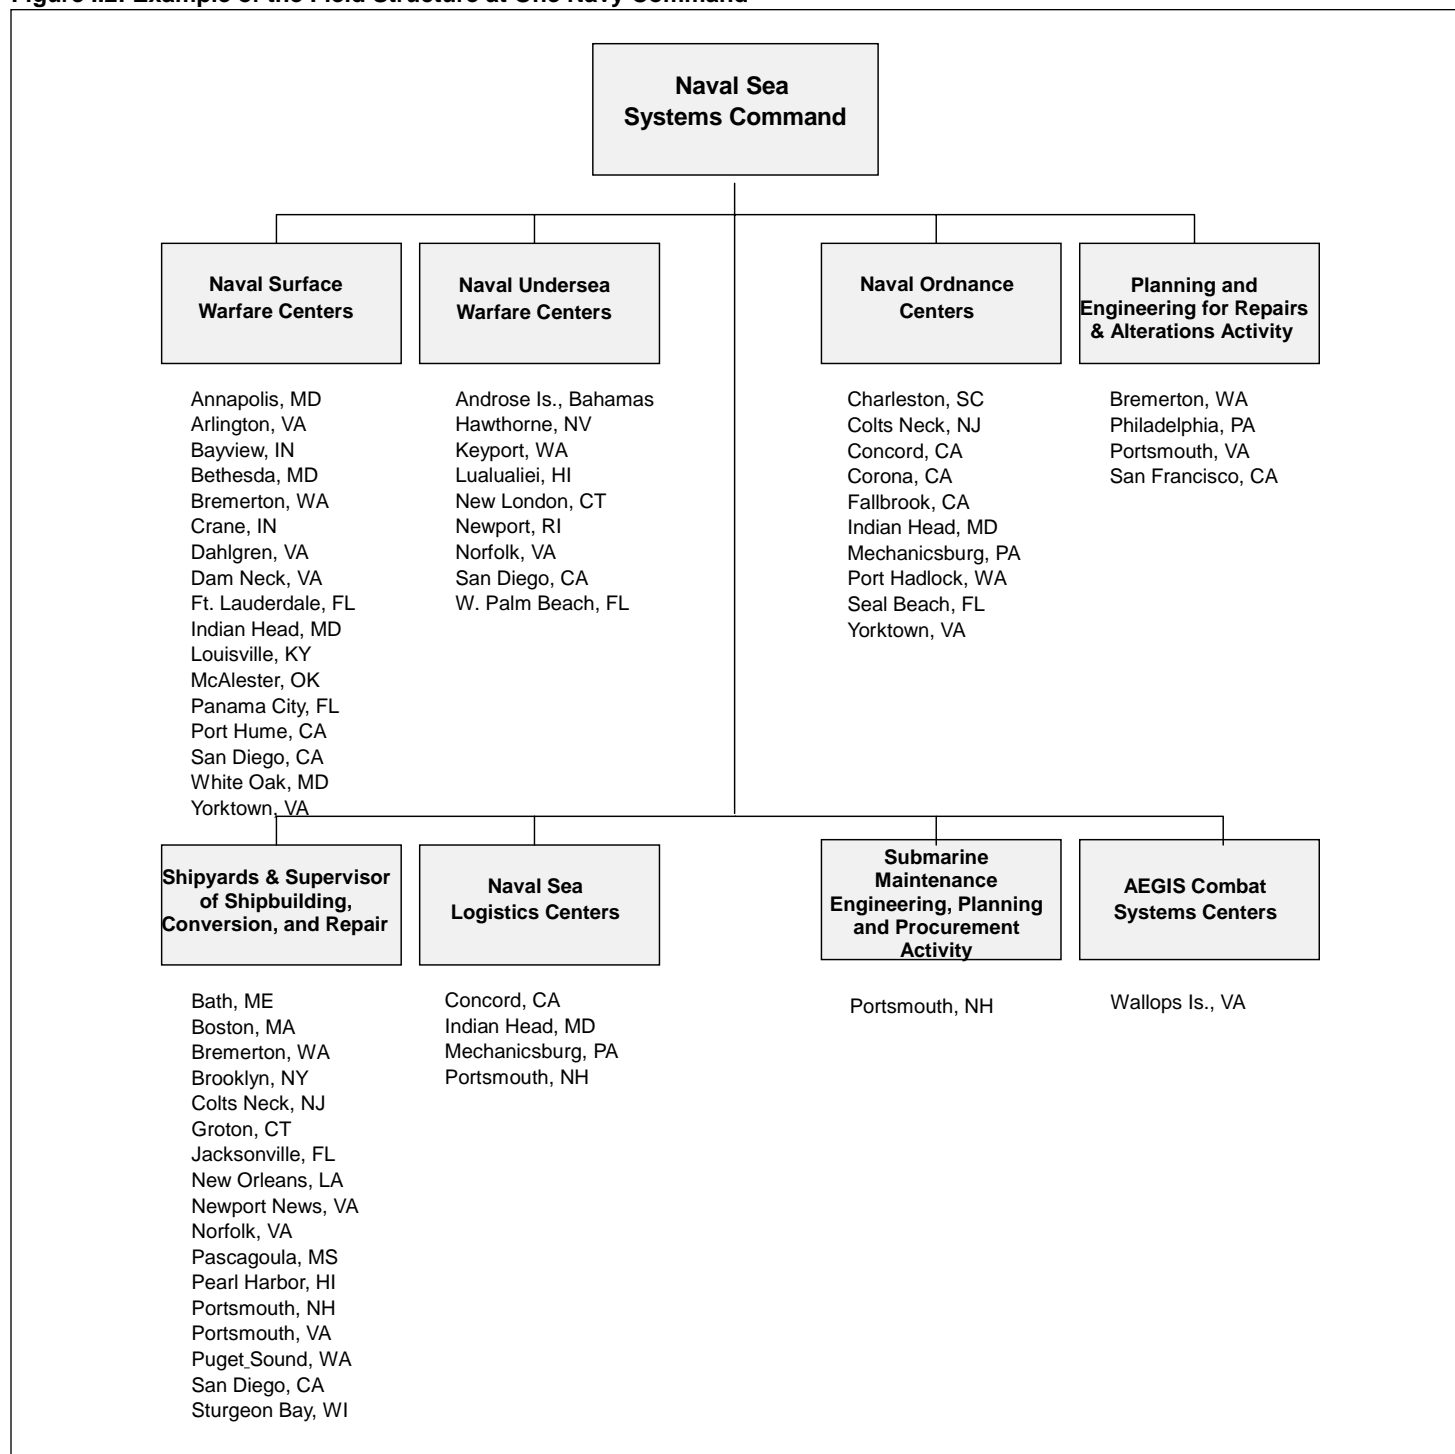 Figure I.2: Example of the Field Structure at One Navy Command
Naval Sea
Systems Command
Naval Surface
Warfare Centers
Naval Undersea
Warfare Centers
Naval Ordnance
Centers
Planning and
Engineering for Repairs
& Alterations Activity
Annapolis, MD
Arlington, VA
Bayview, IN
Bethesda, MD
Bremerton, WA
Crane, IN
Dahlgren, VA
Dam Neck, VA
Ft. Lauderdale, FL
Indian Head, MD
Louisville, KY
McAlester, OK
Panama City, FL
Port Hume, CA
San Diego, CA
White Oak, MD
Yorktown, VA
Androse Is., Bahamas
Hawthorne, NV
Keyport, WA
Lualualiei, HI
New London, CT
Newport, RI
Norfolk, VA
San Diego, CA
W. Palm Beach, FL
Charleston, SC
Colts Neck, NJ
Concord, CA
Corona, CA
Fallbrook, CA
Indian Head, MD
Mechanicsburg, PA
Port Hadlock, WA
Seal Beach, FL
Yorktown, VA
Bremerton, WA
Philadelphia, PA
Portsmouth, VA
San Francisco, CA
Shipyards & Supervisor
of Shipbuilding,
Conversion, and Repair
Naval Sea
Logistics Centers
Submarine
Maintenance
Engineering, Planning
and Procurement
Activity
AEGIS Combat
Systems Centers
Bath, ME
Boston, MA
Bremerton, WA
Brooklyn, NY
Colts Neck, NJ
Groton, CT
Jacksonville, FL
New Orleans, LA
Newport News, VA
Norfolk, VA
Pascagoula, MS
Pearl Harbor, HI
Portsmouth, NH
Portsmouth, VA
Puget Sound, WA
San Diego, CA
Sturgeon Bay, WI
Concord, CA
Indian Head, MD
Mechanicsburg, PA
Portsmouth, NH
Portsmouth, NH
Wallops Is., VA